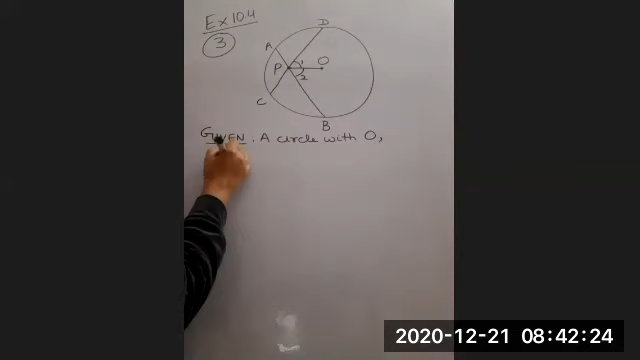 Ex 10.4
3
D
A
1
O
P
2
C
B
GIVEN. A circle with O,
2020-12-21 08:42:24